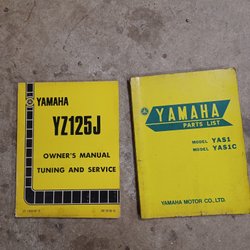 YAMAHA
YZ125J
OWNER'S MANUAL
TUNING AND SERVICE
YAMAHA
PARTS LIST
MODEL YAS1
MODEL YAS1C
YAMAHA MOTOR CO., LTD.